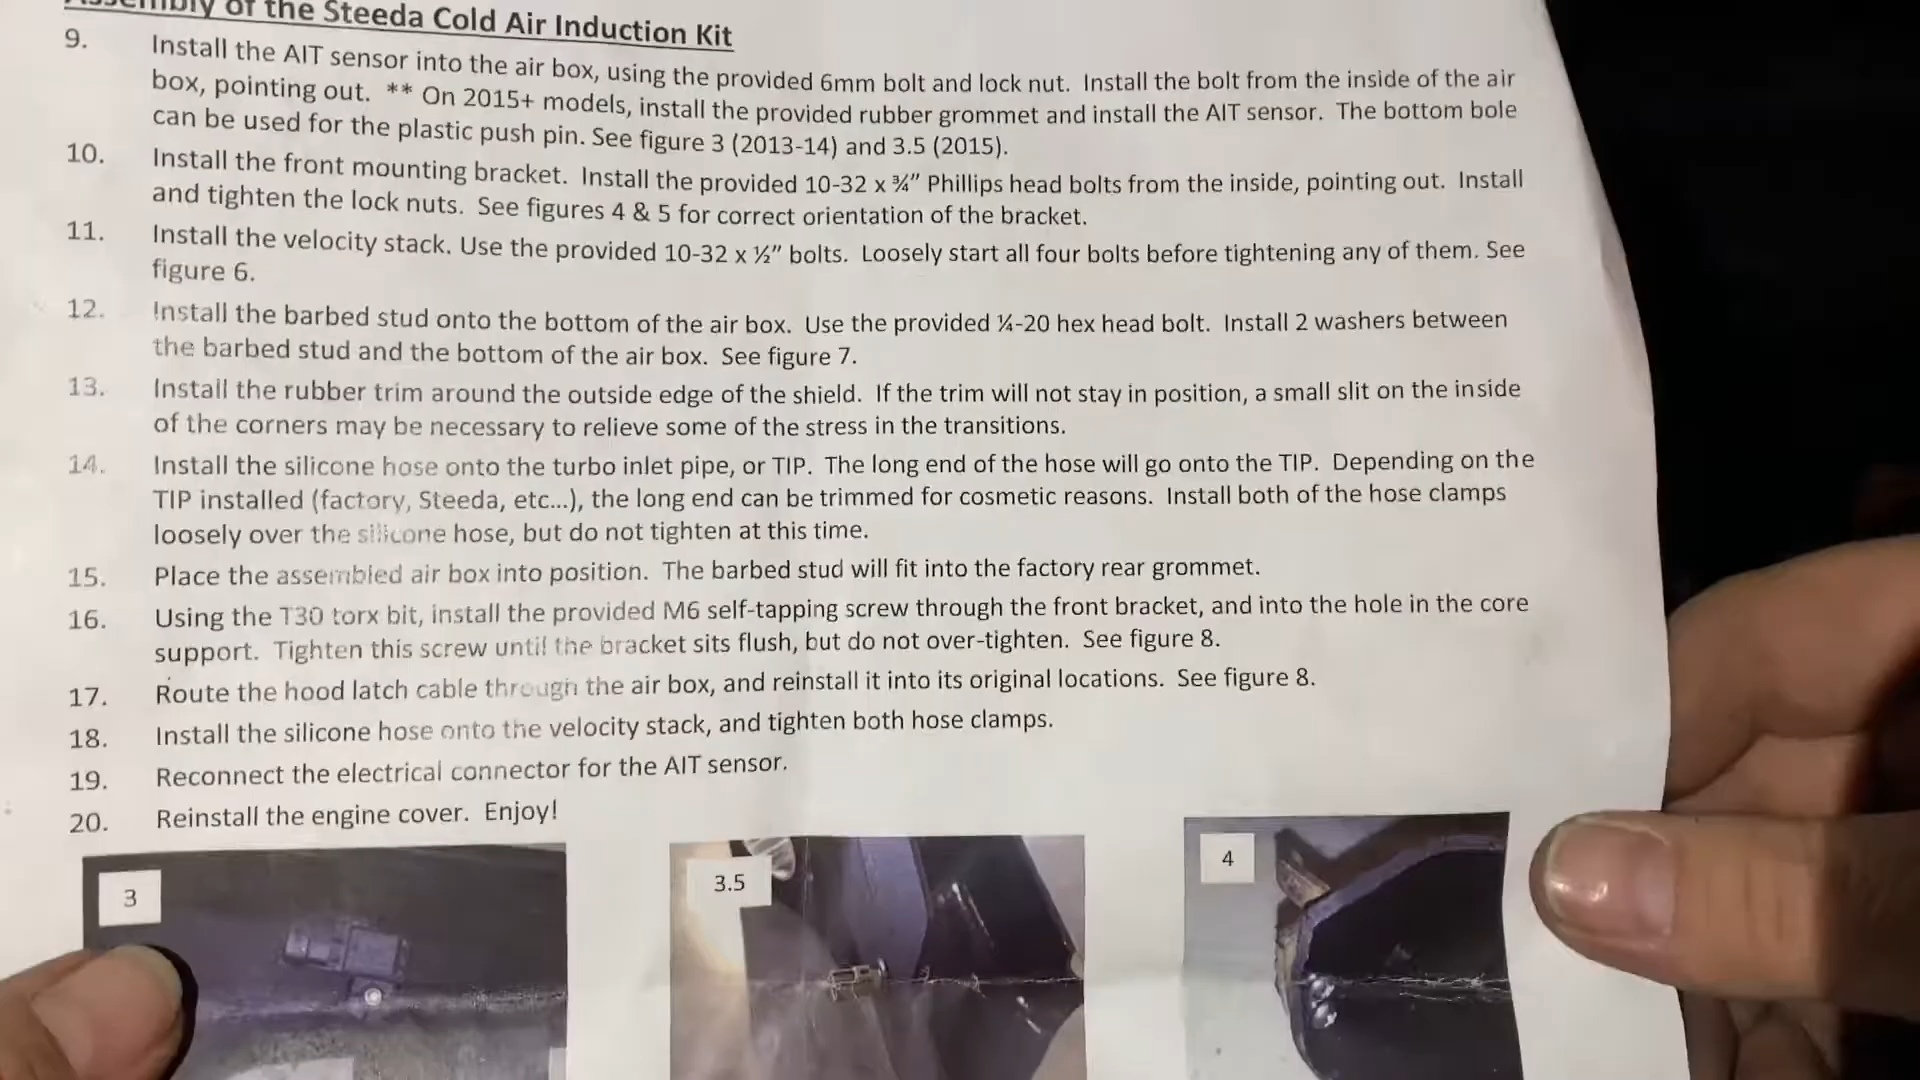 Assembly of the Steeda Cold Air Induction Kit
9. Install the AIT sensor into the air box, using the provided 6mm bolt and lock nut. Install the bolt from the inside of the air
box, pointing out. ** On 2015+ models, install the provided rubber grommet and install the AIT sensor. The bottom bole
can be used for the plastic push pin. See figure 3 (2013-14) and 3.5 (2015).
10. Install the front mounting bracket. Install the provided 10-32 x ¾” Phillips head bolts from the inside, pointing out. Install
and tighten the lock nuts. See figures 4 & 5 for correct orientation of the bracket.
11. Install the velocity stack. Use the provided 10-32 x ½” bolts. Loosely start all four bolts before tightening any of them. See
figure 6.
12. Install the barbed stud onto the bottom of the air box. Use the provided ¼-20 hex head bolt. Install 2 washers between
the barbed stud and the bottom of the air box. See figure 7.
13. Install the rubber trim around the outside edge of the shield. If the trim will not stay in position, a small slit on the inside
of the corners may be necessary to relieve some of the stress in the transitions.
14. Install the silicone hose onto the turbo inlet pipe, or TIP. The long end of the hose will go onto the TIP. Depending on the
TIP installed (factory, Steeda, etc...), the long end can be trimmed for cosmetic reasons. Install both of the hose clamps
loosely over the silicone hose, but do not tighten at this time.
15. Place the assembled air box into position. The barbed stud will fit into the factory rear grommet.
16. Using the T30 torx bit, install the provided M6 self-tapping screw through the front bracket, and into the hole in the core
support. Tighten this screw until the bracket sits flush, but do not over-tighten. See figure 8.
17. Route the hood latch cable through the air box, and reinstall it into its original locations. See figure 8.
18. Install the silicone hose onto the velocity stack, and tighten both hose clamps.
19. Reconnect the electrical connector for the AIT sensor.
20. Reinstall the engine cover. Enjoy!
3
3.5
4